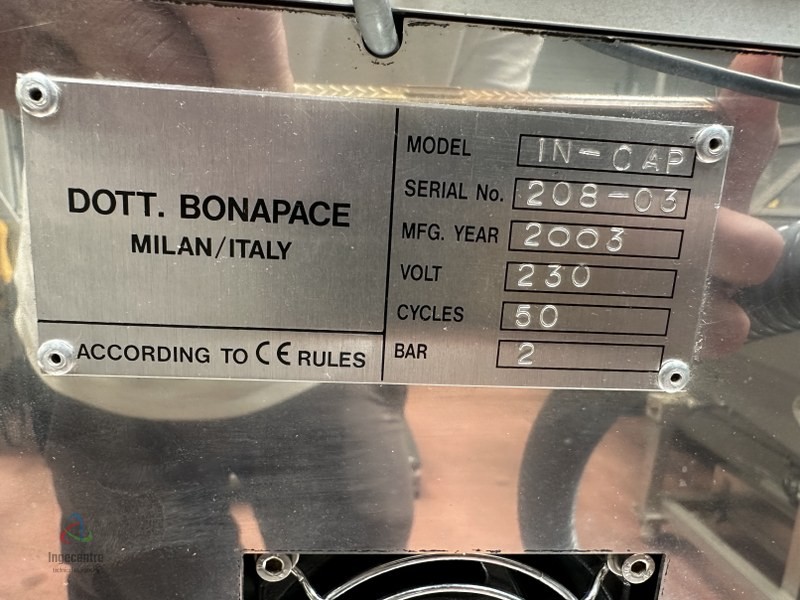 DOTT. BONAPACE
MILAN/ITALY
ACCORDING TO CE RULES
MODEL IN-CAP
SERIAL No. 208-03
MFG. YEAR 2003
VOLT 230
CYCLES 50
BAR 2
Ingecentre